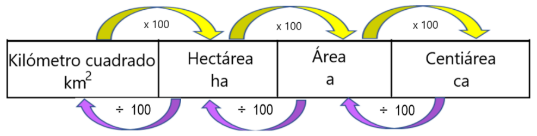 x 100 x 100 x 100
Kilómetro cuadrado
km²
Hectárea
ha
Área
a
Centiárea
ca
÷ 100 ÷ 100 ÷ 100